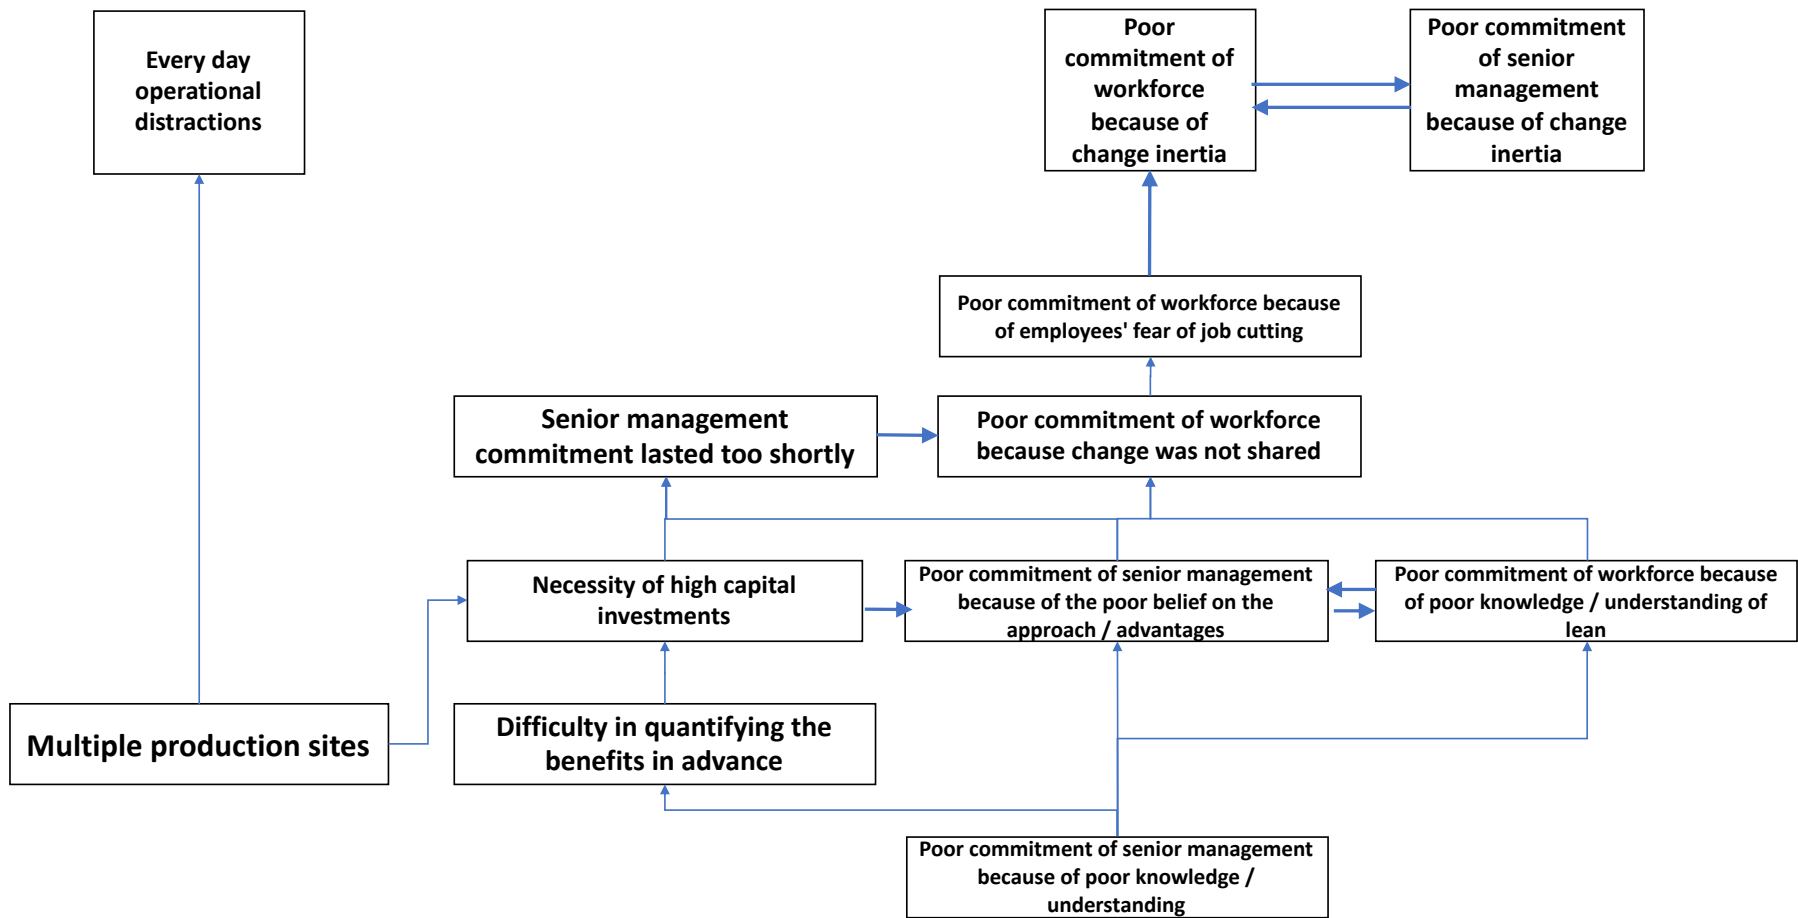 Every day
operational
distractions
Poor
commitment of
workforce
because of
change inertia
Poor commitment
of senior
management
because of change
inertia
Poor commitment of workforce because
of employees' fear of job cutting
Senior management
commitment lasted too shortly
Poor commitment of workforce
because change was not shared
Necessity of high capital
investments
Poor commitment of senior management
because of the poor belief on the
approach / advantages
Poor commitment of workforce because
of poor knowledge / understanding of
lean
Multiple production sites
Difficulty in quantifying the
benefits in advance
Poor commitment of senior management
because of poor knowledge /
understanding